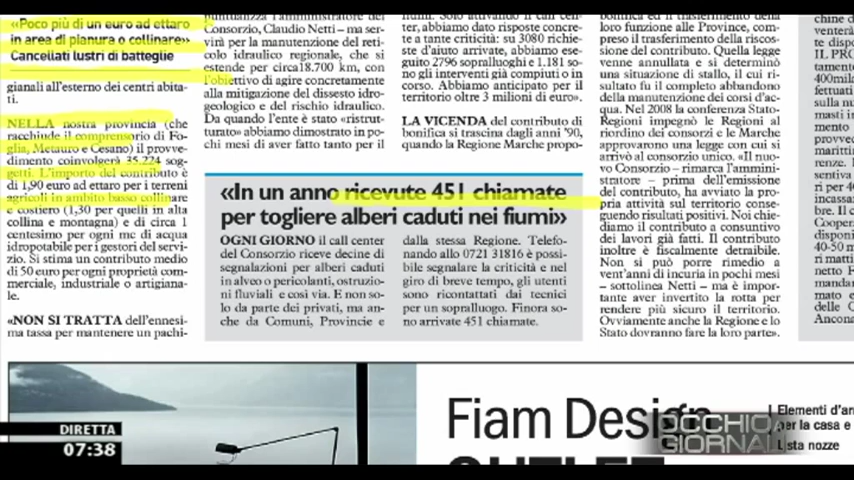 «Poco più di un euro ad ettaro
in area di pianura o collinare»
Cancellati lustri di batteglie
gianali all'esterno dei centri abita-
ti.
NELLA nostra provincia (che
racchiude il comprensorio di Fo-
glia, Metauro e Cesano) il prov-
vedimento coinvolgerà 35.224 sog-
getti. L'importo del contributo è
di 1,90 euro ad ettaro per i terreni
agricoli in ambito basso collinare
e costiero (1,30 per quelli in alta
collina e montagna) e di circa 1
centesimo per ogni mc di acqua
idropotabile per i gestori del servi-
zio. Si stima un contributo medio
di 50 euro per ogni proprietà com-
merciale, industriale o artigiana-
le.
«NON SI TRATTA dell'ennesi-
ma tassa per mantenere un pachi-
puntualizza l'amministratore del
Consorzio, Claudio Netti – ma ser-
virà per la manutenzione del reti-
colo idraulico regionale, che si
estende per circa18.700 km, con
l'obiettivo di agire concretamente
alla mitigazione del dissesto idro-
geologico e del rischio idraulico.
Da quando l'ente è stato «ristrut-
turato» abbiamo dimostrato in po-
chi mesi di aver fatto tanto per il
fiumi. Solo attivando il call cen-
ter, abbiamo dato risposte concre-
te a tante criticità: su 3080 richie-
ste d'aiuto arrivate, abbiamo ese-
guito 2796 sopralluoghi e 1.181 so-
no gli interventi già compiuti o in
corso. Abbiamo anticipato per il
territorio oltre 3 milioni di euro».
LA VICENDA del contributo di
bonifica si trascina dagli anni '90,
quando la Regione Marche propo-
«In un anno ricevute 451 chiamate
per togliere alberi caduti nei fiumi»
OGNI GIORNO il call center
del Consorzio riceve decine di
segnalazioni per alberi caduti
in alveo o pericolanti, ostruzio-
ni fluviali e così via. E non so-
lo da parte dei privati, ma an-
che da Comuni, Provincie e
dalla stessa Regione. Telefo-
nando allo 0721 31816 è possi-
bile segnalare la criticità e nel
giro di breve tempo, gli utenti
sono ricontattati dai tecnici
per un sopralluogo. Finora so-
no arrivate 451 chiamate.
bonifica ed il trasferimento della
loro funzione alle Province, com-
preso il trasferimento della riscos-
sione del contributo. Quella legge
venne annullata e si determinò
una situazione di stallo, il cui ri-
sultato fu il completo abbandono
della manutenzione dei corsi d'ac-
qua. Nel 2008 la conferenza Stato-
Regioni impegnò le Regioni al
riordino dei consorzi e le Marche
approvarono una legge con cui si
arrivò al consorzio unico. «Il nuo-
vo Consorzio – rimarca l'ammini-
stratore – prima dell'emissione
del contributo, ha avviato la pro-
pria attività sul territorio conse-
guendo risultati positivi. Noi chie-
diamo il contributo a consuntivo
dei lavori già fatti. Il contributo
inoltre è fiscalmente detraibile.
Non si può porre rimedio a
vent'anni di incuria in pochi mesi
– sottolinea Netti – ma è impor-
tante aver invertito la rotta per
rendere più sicuro il territorio.
Ovviamente anche la Regione e lo
Stato dovranno fare la loro parte».
Fiam Design
Elementi d'ar
per la casa e
Lista nozze
OCCHIO AI
GIORNALI
DIRETTA
07:38